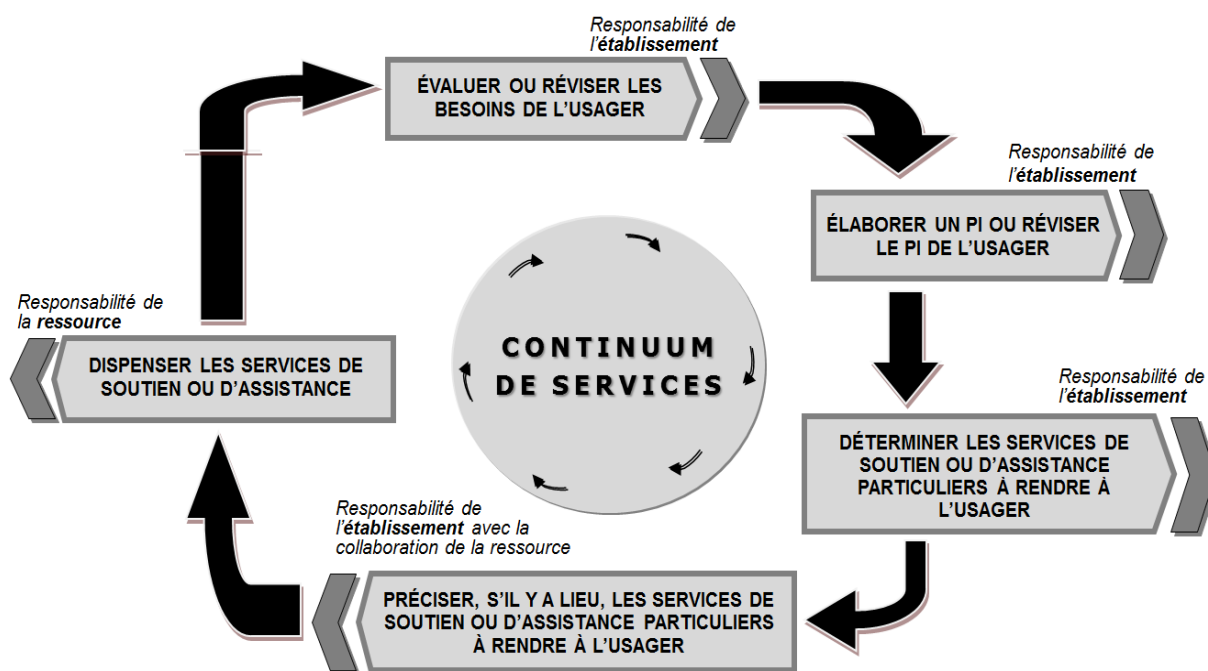 Responsabilité de
l'établissement
ÉVALUER OU RÉVISER LES
BESOINS DE L'USAGER
Responsabilité de
l'établissement
ÉLABORER UN PI OU RÉVISER
LE PI DE L'USAGER
Responsabilité de
l'établissement
DÉTERMINER LES SERVICES DE
SOUTIEN OU D'ASSISTANCE
PARTICULIERS À RENDRE À
L'USAGER
Responsabilité de
l'établissement avec la
collaboration de la ressource
PRÉCISER, S'IL Y A LIEU, LES SERVICES DE
SOUTIEN OU D'ASSISTANCE PARTICULIERS
À RENDRE À L'USAGER
Responsabilité de
la ressource
DISPENSER LES SERVICES DE
SOUTIEN OU D'ASSISTANCE
CONTINUUM
DE SERVICES